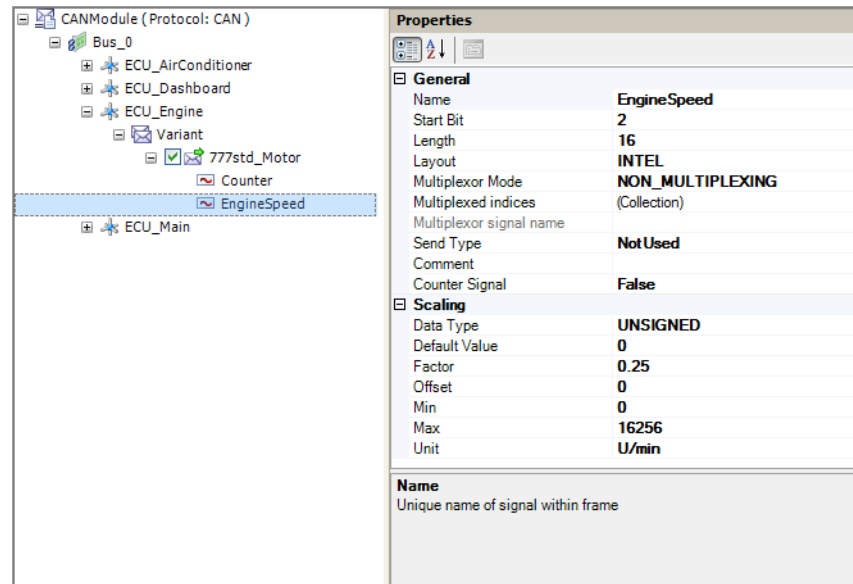 CANModule (Protocol: CAN)
Bus_0
ECU_AirConditioner
ECU_Dashboard
ECU_Engine
Variant
777std_Motor
Counter
EngineSpeed
ECU_Main
Properties
General
Name EngineSpeed
Start Bit 2
Length 16
Layout INTEL
Multiplexor Mode NON_MULTIPLEXING
Multiplexed indices (Collection)
Multiplexor signal name
Send Type NotUsed
Comment
Counter Signal False
Scaling
Data Type UNSIGNED
Default Value 0
Factor 0.25
Offset 0
Min 0
Max 16256
Unit U/min
Name
Unique name of signal within frame